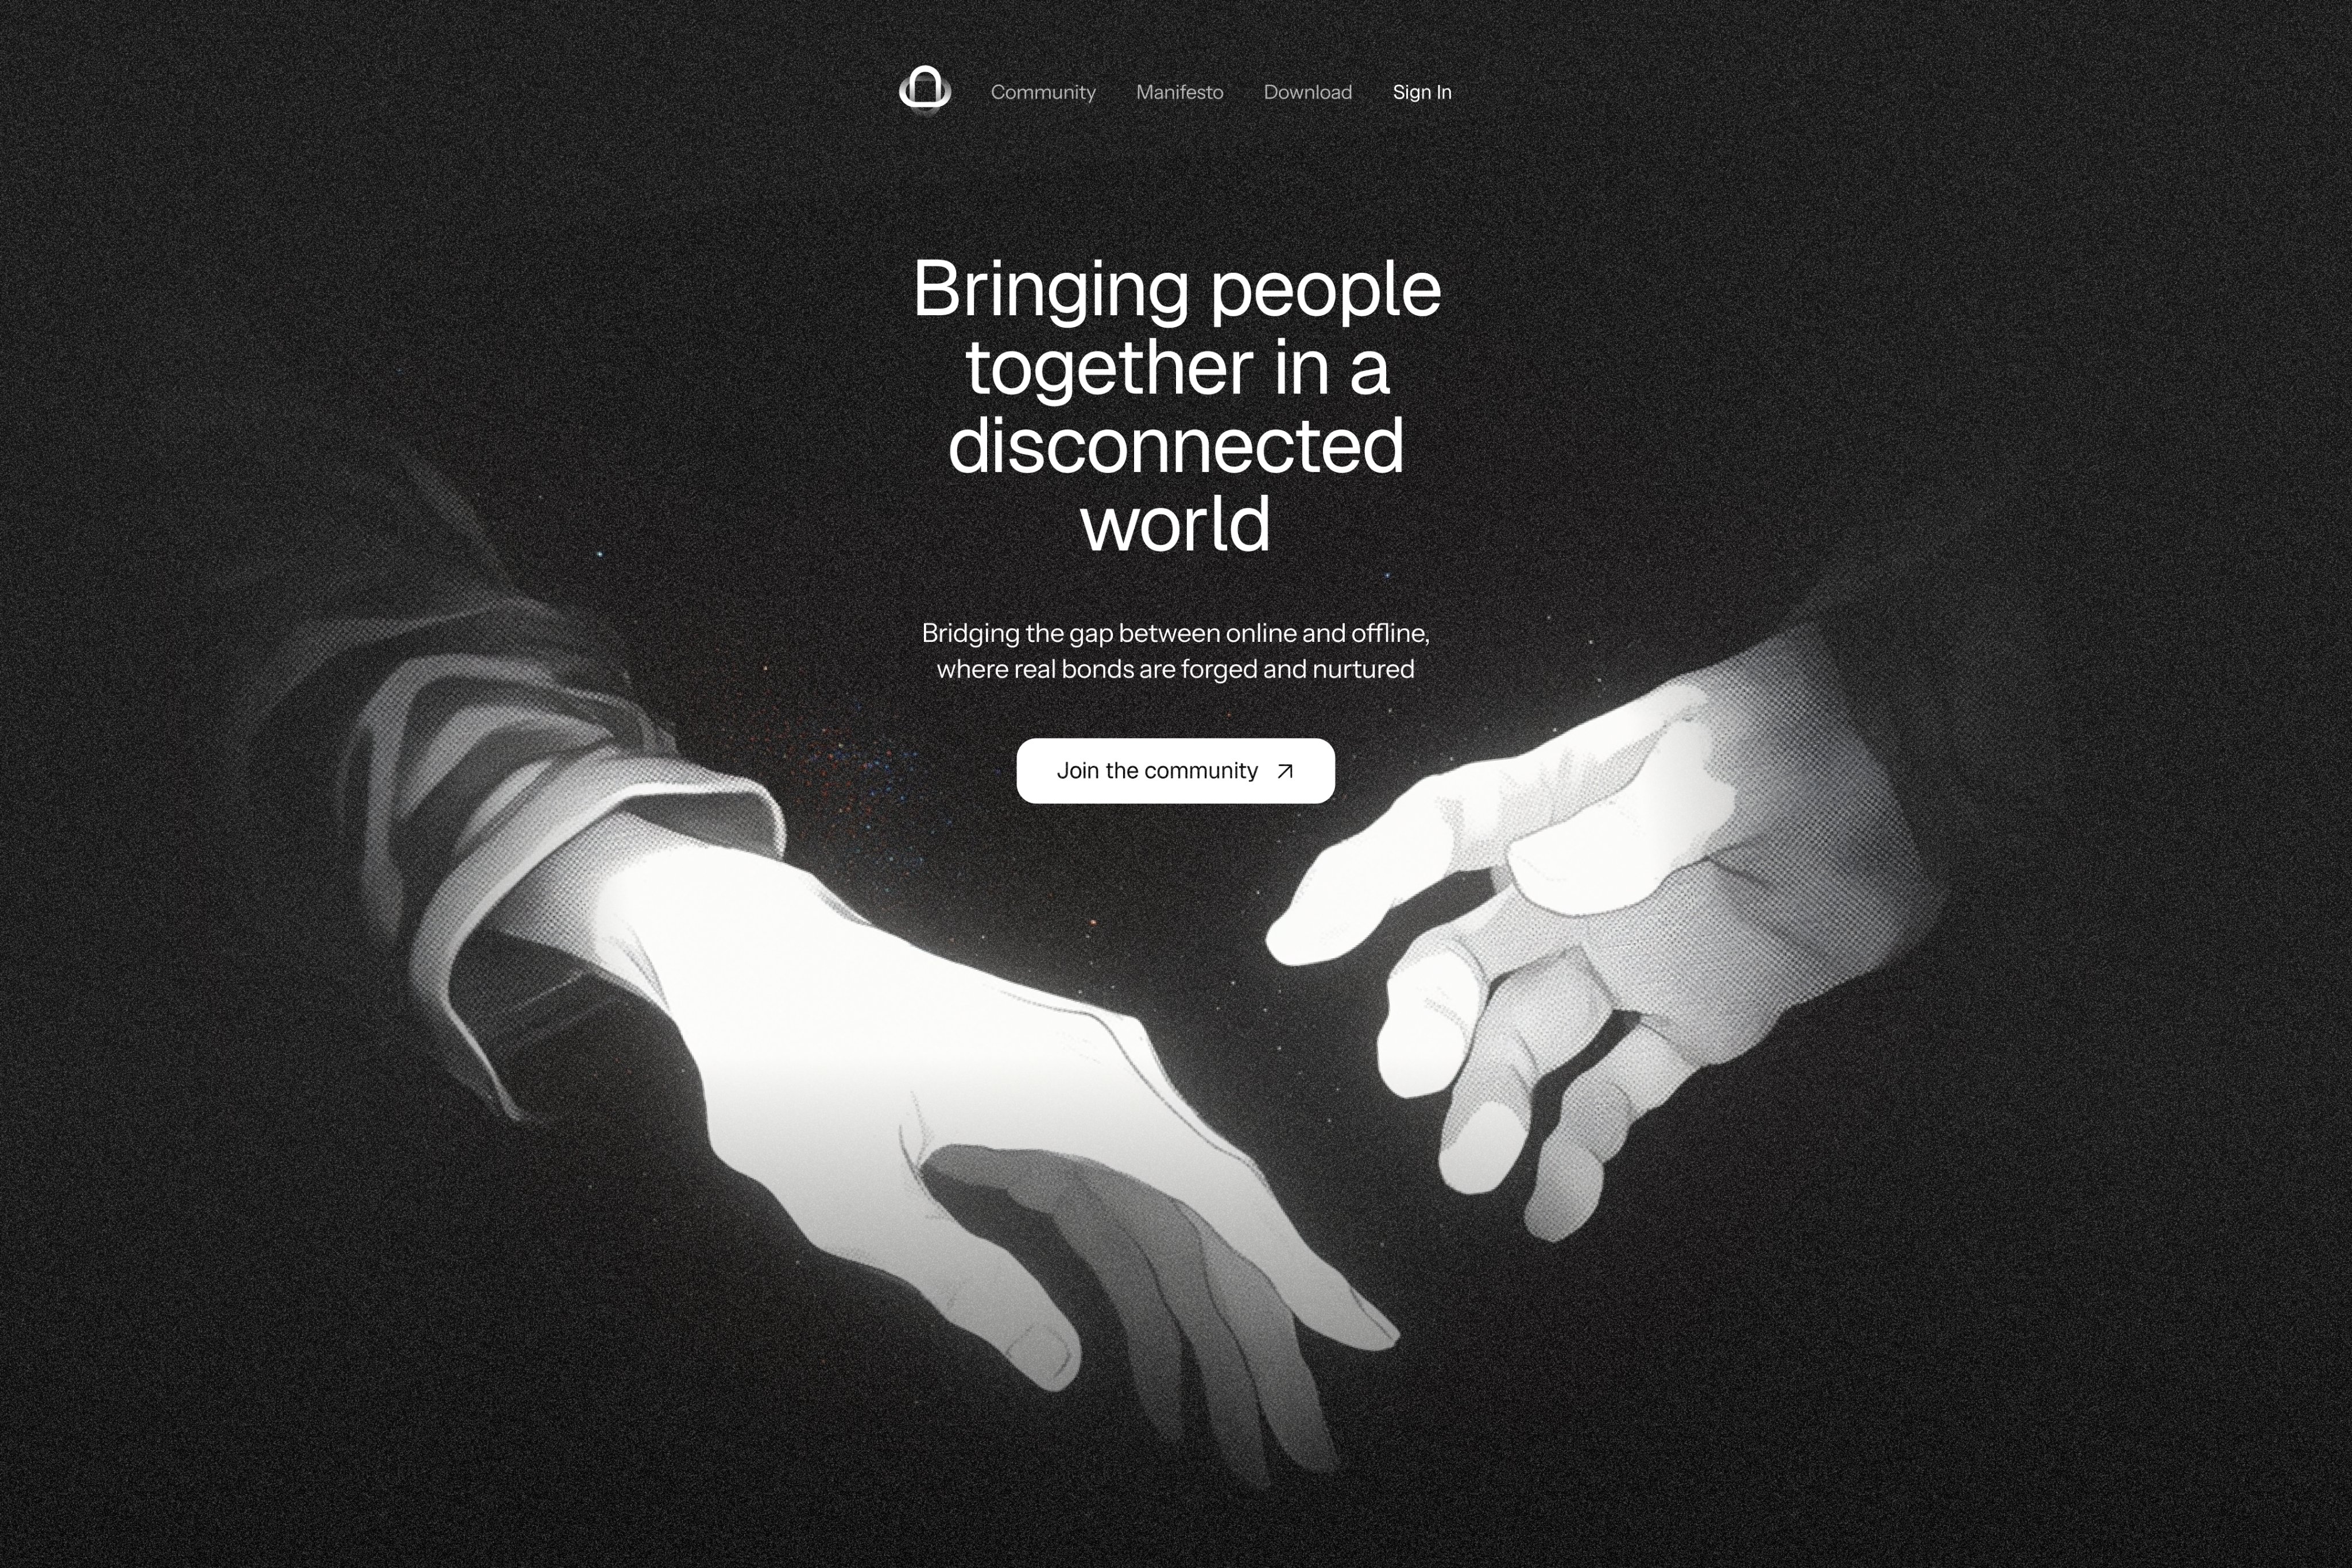 Community Manifesto Download Sign In
Bringing people
together in a
disconnected
world
Bridging the gap between online and offline,
where real bonds are forged and nurtured
Join the community